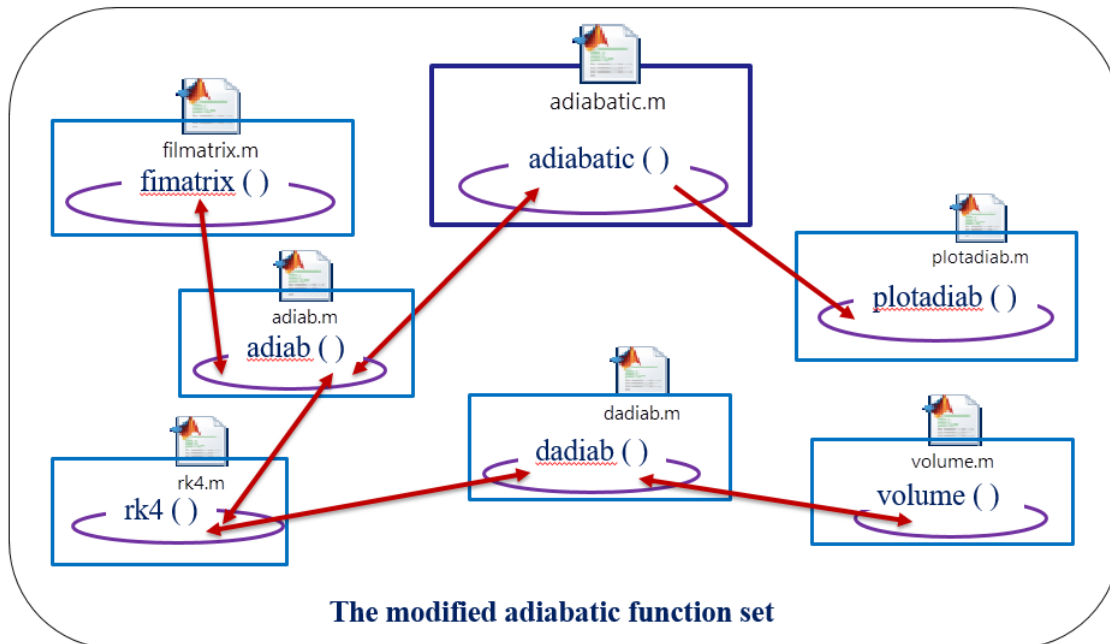 adiabatic.m
adiabatic ( )
filmatrix.m
fimatrix ( )
plotadiab.m
plotadiab ( )
adiab.m
adiab ( )
dadiab.m
dadiab ( )
volume.m
volume ( )
rk4.m
rk4 ( )
The modified adiabatic function set